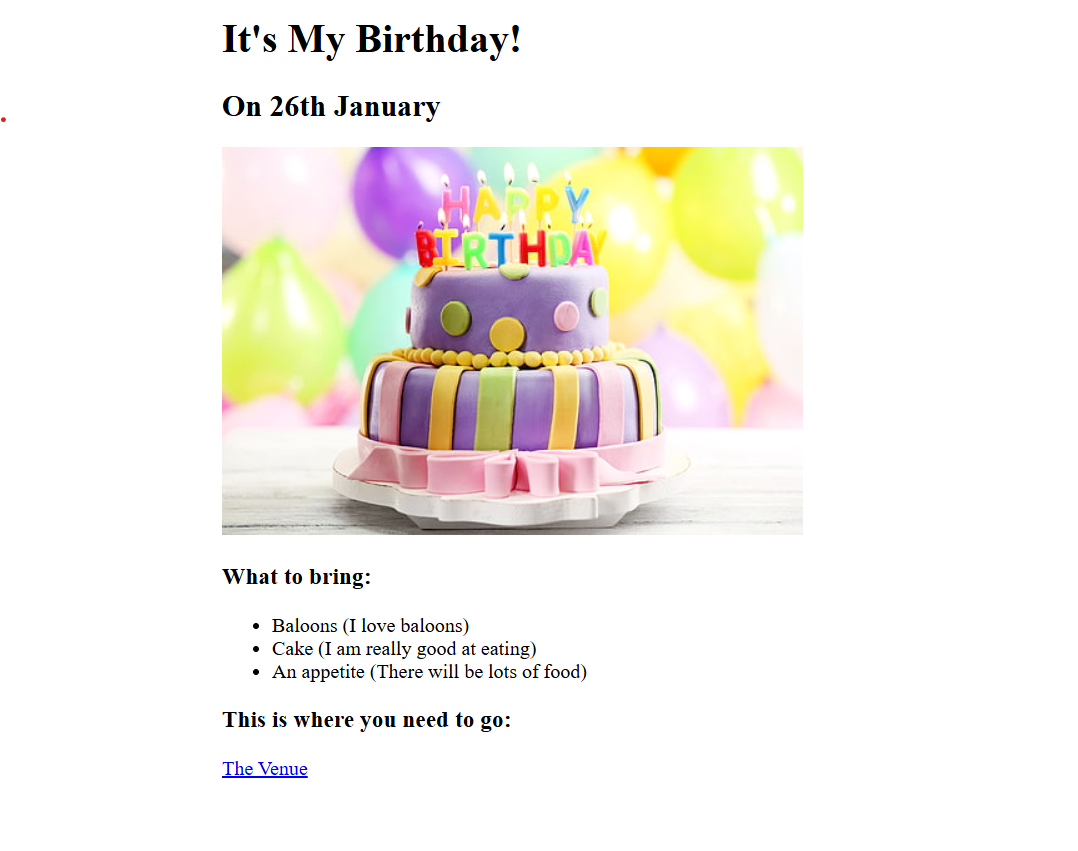 It's My Birthday!
On 26th January
HAPPY
BIRTHDAY
What to bring:
Baloons (I love baloons)
Cake (I am really good at eating)
An appetite (There will be lots of food)
This is where you need to go:
The Venue